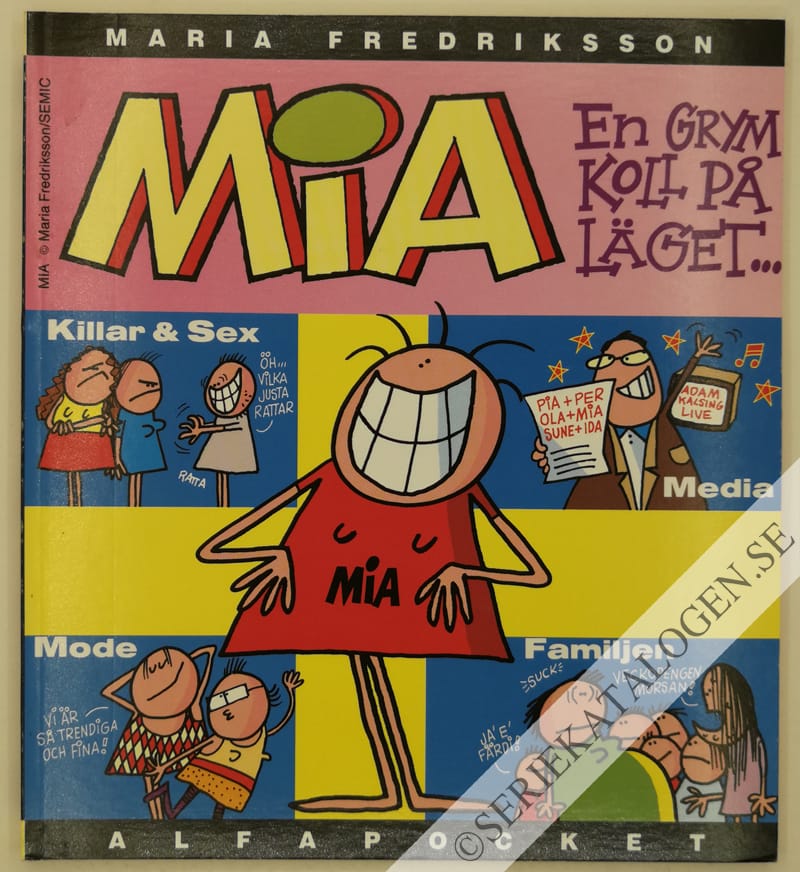 MARIA FREDRIKSSON
MIA © Maria Fredriksson/SEMIC
MiA
En GRYM
KOLL PÅ
LÄGET...
Killar & Sex
ÖH...
VILKA
JUSTA
RATTAR
RATTA
PIA + PER
OLA + MIA
SUNE + IDA
ADAM
KALSING
LIVE
Media
MiA
Mode
VI ÄR
SÅ TRENDIGA
OCH FINA!
Familjen
SUCK
VECKOPENGEN
MORSAN!
JA' E'
FÄRDI!
ALFAPOCKET
© SERIEKATALOGEN.SE